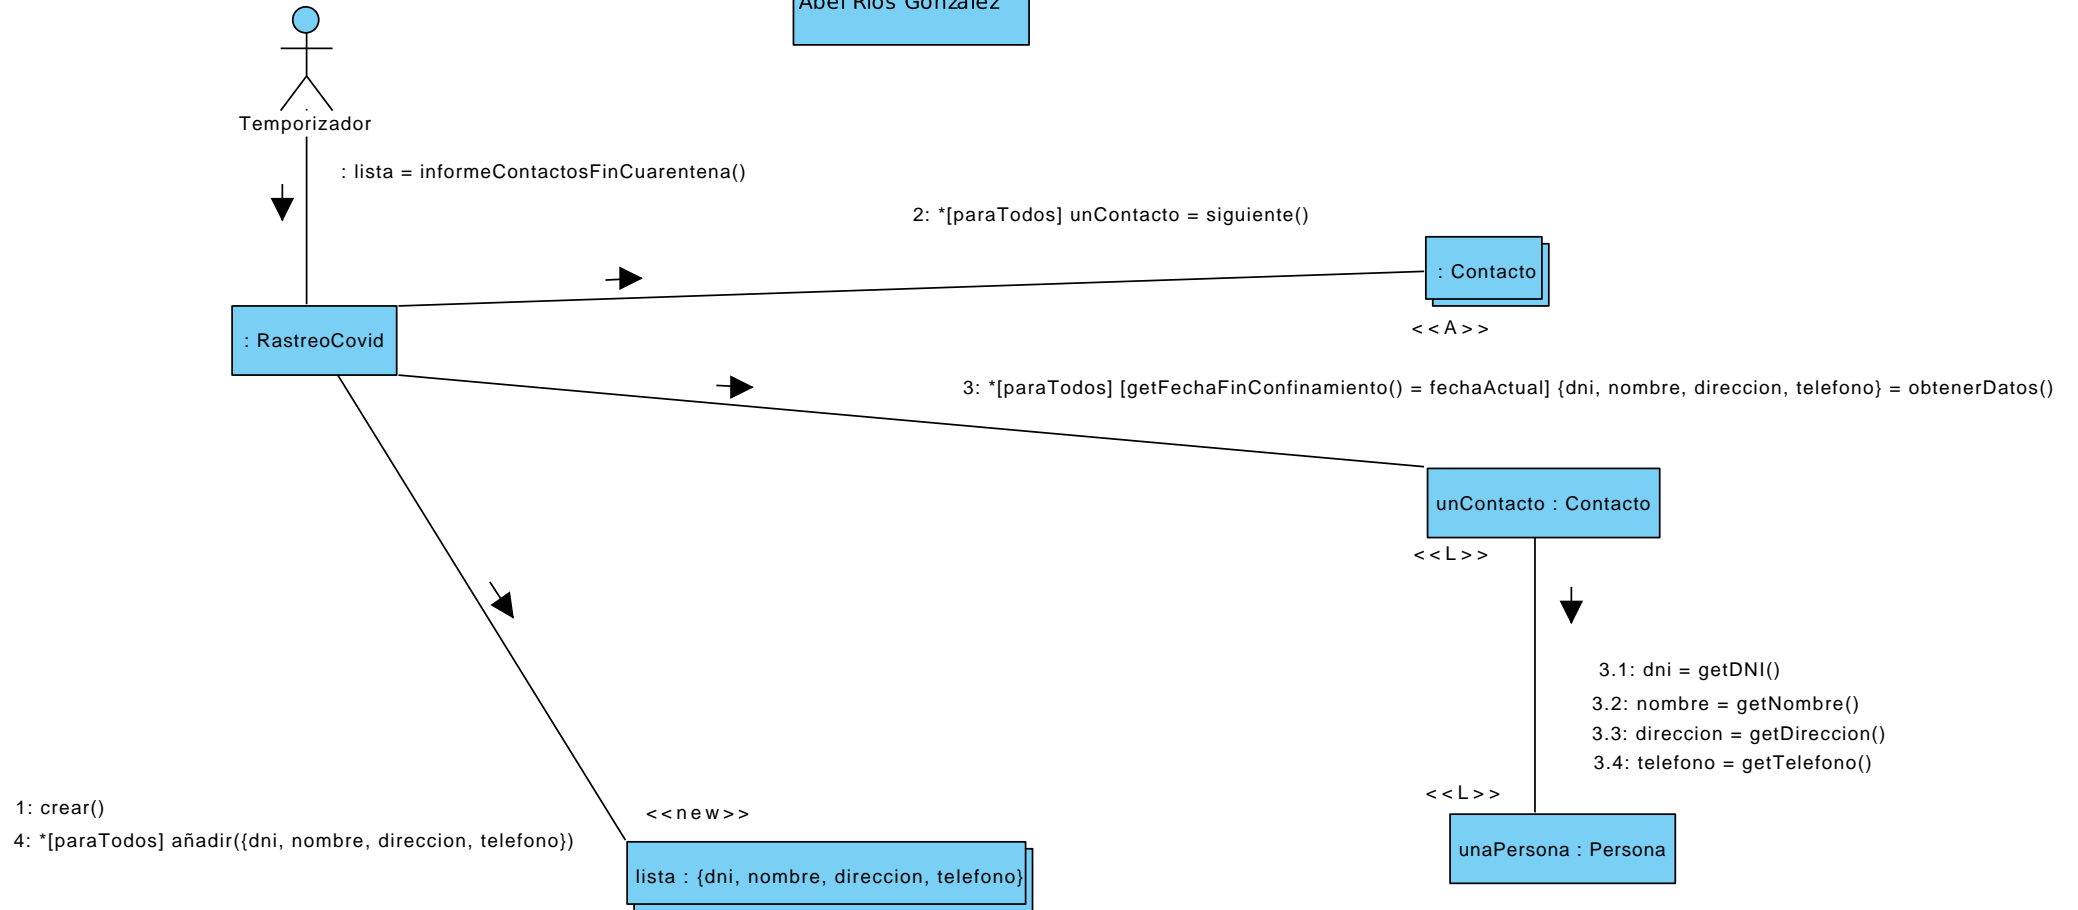 Abel Ríos González
Temporizador
: lista = informeContactosFinCuarentena()
2: *[paraTodos] unContacto = siguiente()
: Contacto
<<A>>
: RastreoCovid
3: *[paraTodos] [getFechaFinConfinamiento() = fechaActual] {dni, nombre, direccion, telefono} = obtenerDatos()
unContacto : Contacto
<<L>>
3.1: dni = getDNI()
3.2: nombre = getNombre()
3.3: direccion = getDireccion()
3.4: telefono = getTelefono()
<<L>>
unaPersona : Persona
1: crear()
4: *[paraTodos] añadir({dni, nombre, direccion, telefono})
<<new>>
lista : {dni, nombre, direccion, telefono}